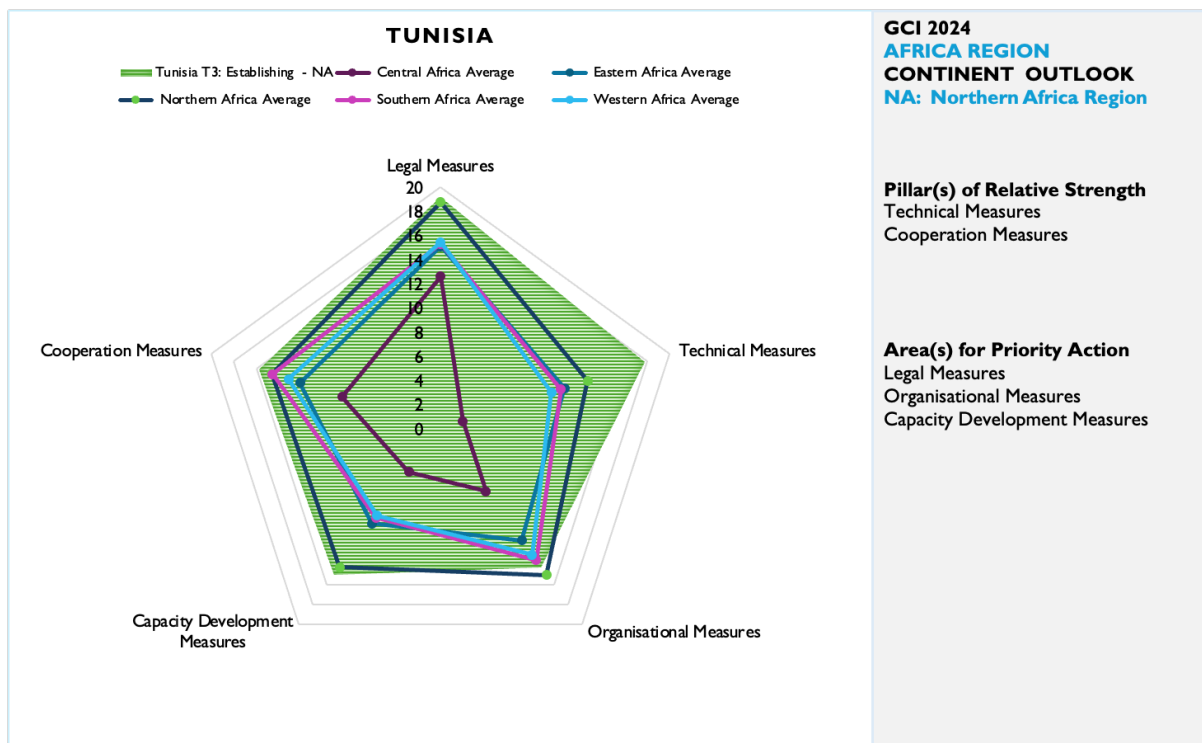 TUNISIA
Tunisia T3: Establishing - NA
Central Africa Average
Eastern Africa Average
Northern Africa Average
Southern Africa Average
Western Africa Average
Legal Measures
20
18
16
14
12
10
8
6
4
2
0
Cooperation Measures
Technical Measures
Capacity Development
Measures
Organisational Measures
GCI 2024
AFRICA REGION
CONTINENT OUTLOOK
NA: Northern Africa Region
Pillar(s) of Relative Strength
Technical Measures
Cooperation Measures
Area(s) for Priority Action
Legal Measures
Organisational Measures
Capacity Development Measures